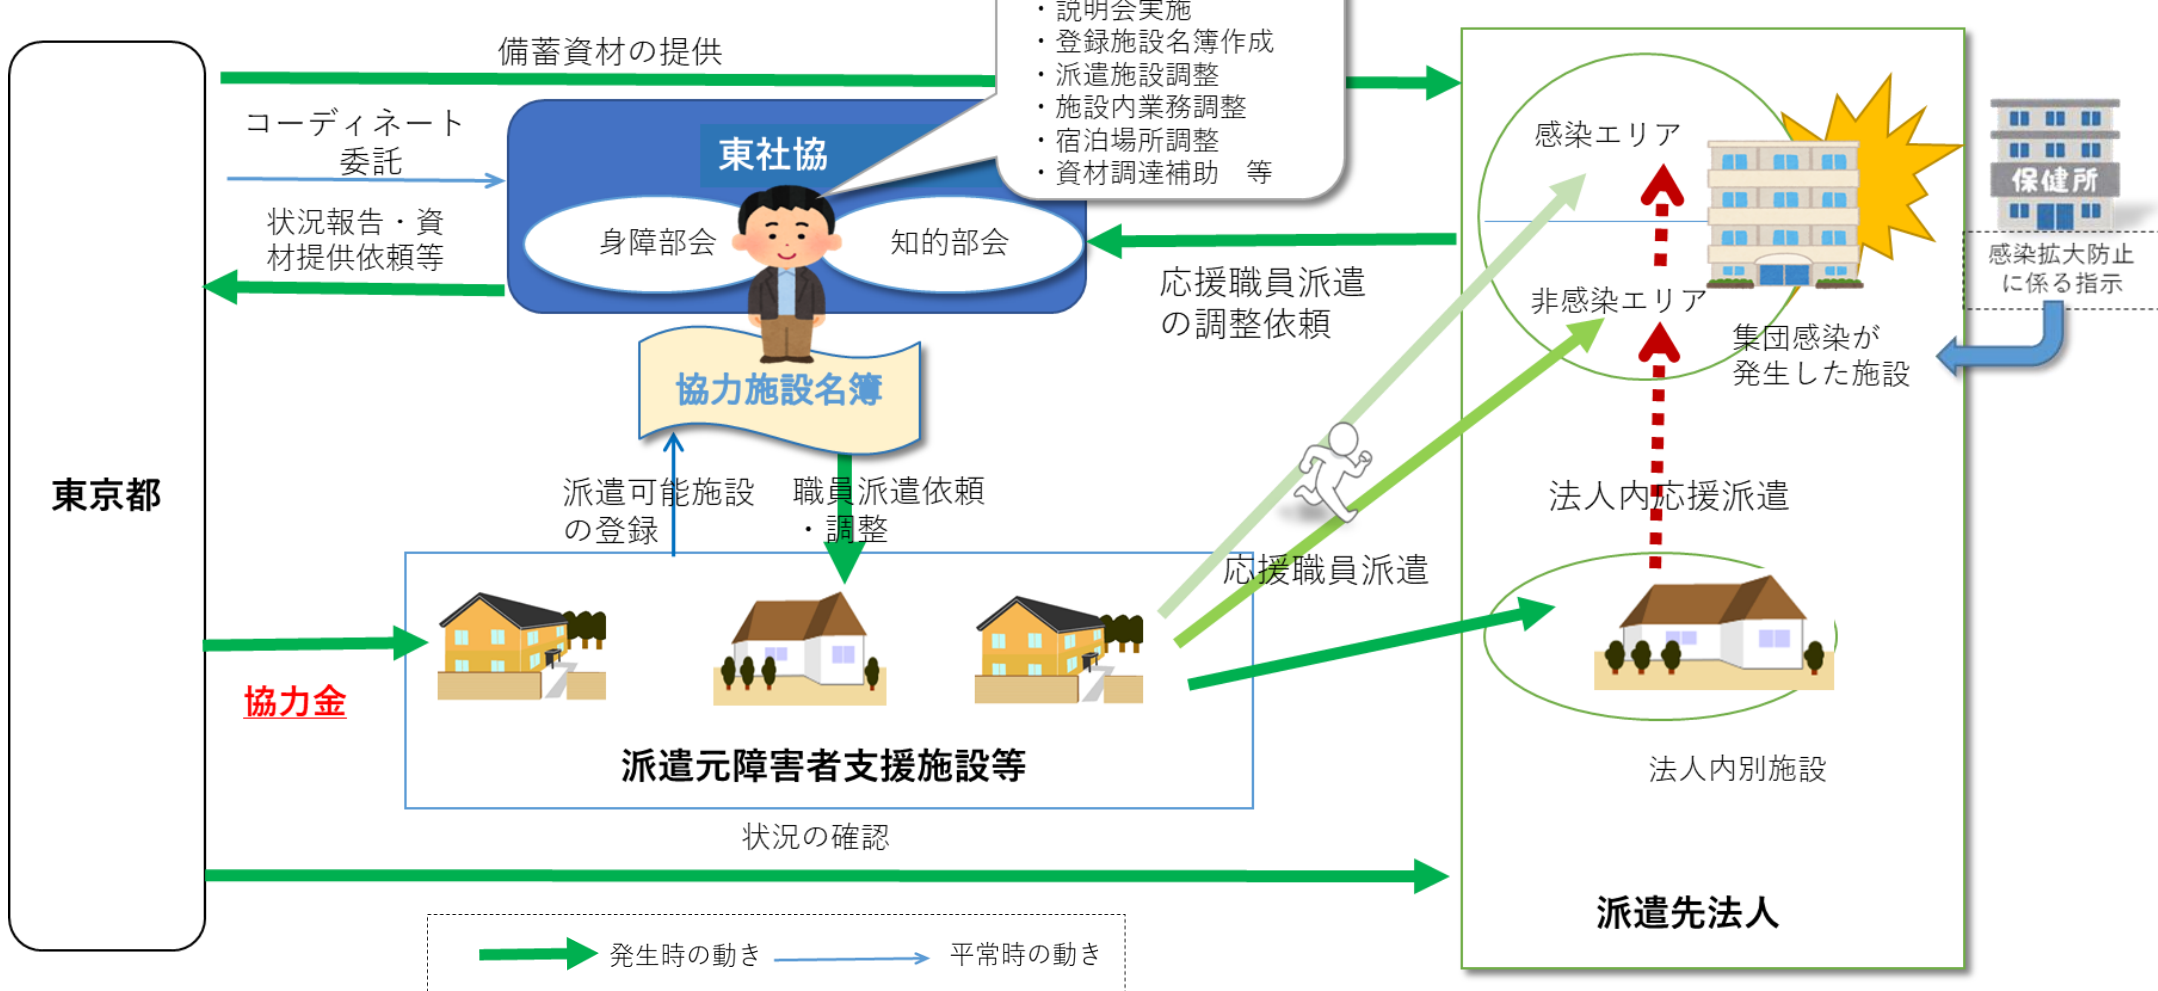 ・説明会実施
・登録施設名簿作成
・派遣施設調整
・施設内業務調整
・宿泊場所調整
・資材調達補助　等
備蓄資材の提供
コーディネート
委託
状況報告・資
材提供依頼等
東社協
身障部会
知的部会
協力施設名簿
応援職員派遣
の調整依頼
感染エリア
非感染エリア
集団感染が
発生した施設
保健所
感染拡大防止
に係る指示
東京都
派遣可能施設
の登録
職員派遣依頼
・調整
応援職員派遣
法人内応援派遣
協力金
派遣元障害者支援施設等
法人内別施設
状況の確認
派遣先法人
発生時の動き
平常時の動き